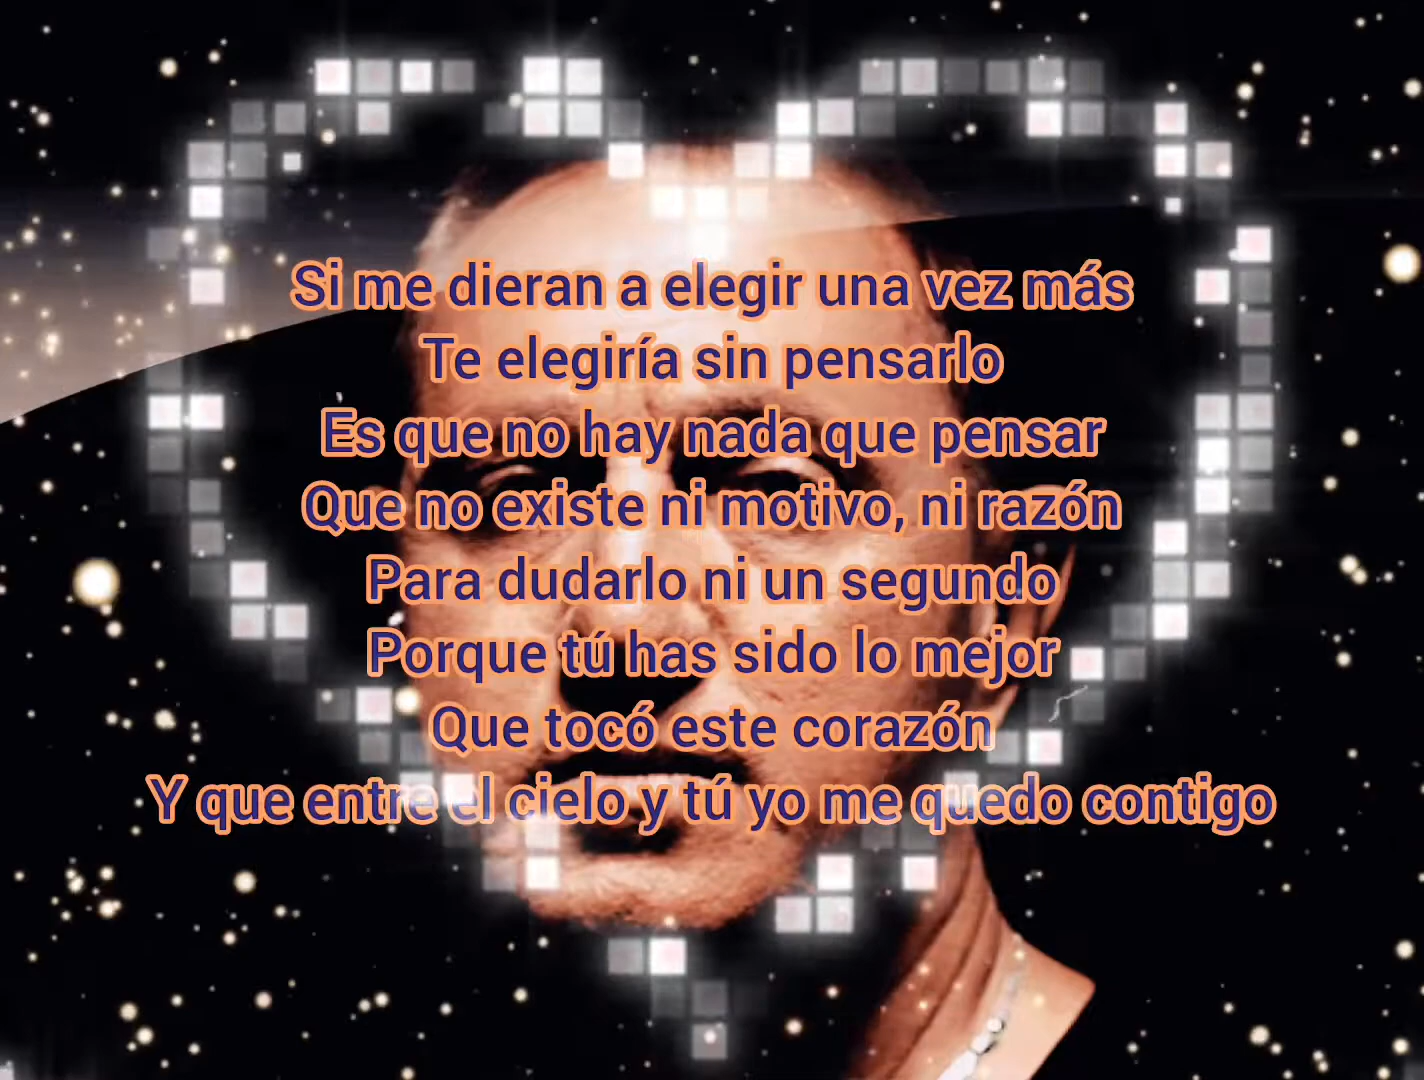 Si me dieran a elegir una vez más
Te elegiría sin pensarlo
Es que no hay nada que pensar
Que no existe ni motivo, ni razón
Para dudarlo ni un segundo
Porque tú has sido lo mejor
Que tocó este corazón
Y que entre el cielo y tú yo me quedo contigo